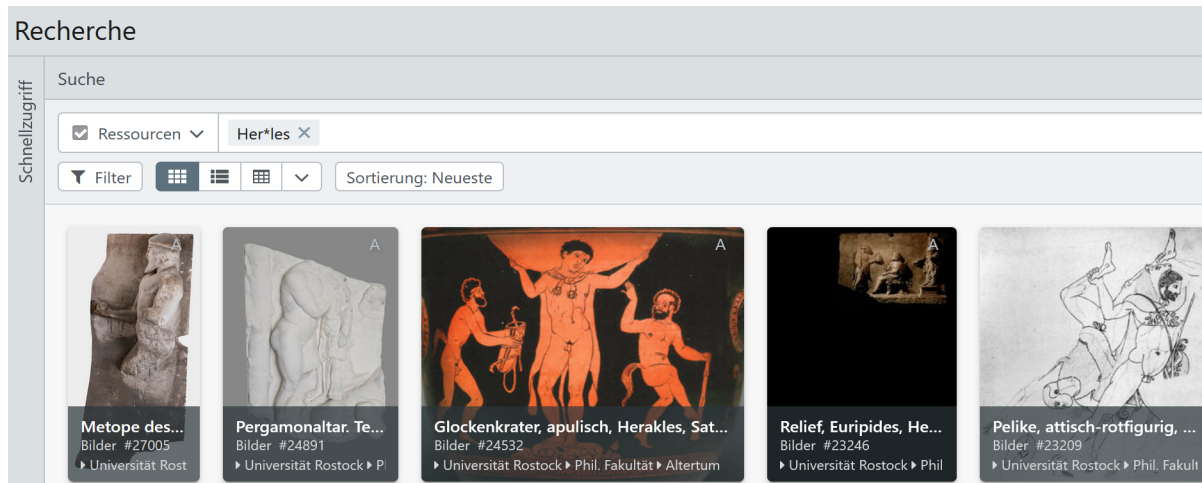 Recherche
Schnellzugriff
Suche
Ressourcen
Her*les
Filter
Sortierung: Neueste
A
Metope des...
Bilder #27005
Universität Rost
A
Pergamonaltar. Te...
Bilder #24891
Universität Rostock
A
Glockenkrater, apulisch, Herakles, Sat...
Bilder #24532
Universität Rostock Phil. Fakultät Altertum
A
Relief, Euripides, He...
Bilder #23246
Universität Rostock Phil
Pelike, attisch-rotfigurig, ...
Bilder #23209
Universität Rostock Phil. Fakult